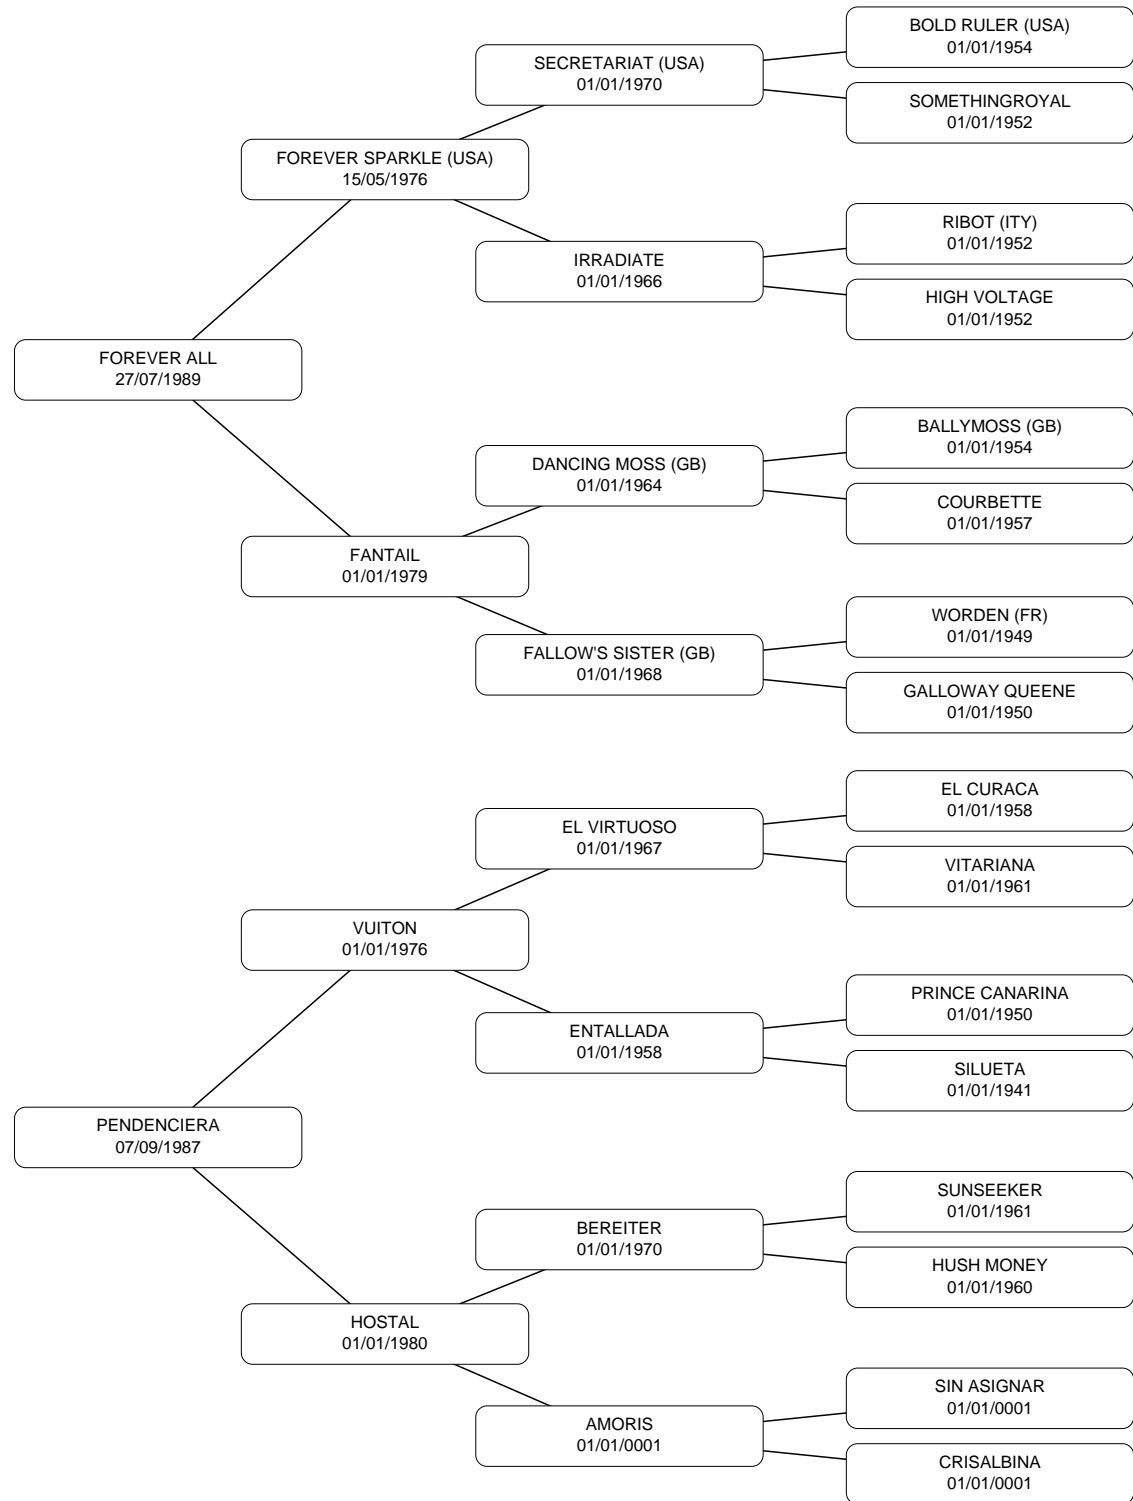 BOLD RULER (USA)
01/01/1954
SECRETARIAT (USA)
01/01/1970
SOMETHINGROYAL
01/01/1952
FOREVER SPARKLE (USA)
15/05/1976
RIBOT (ITY)
01/01/1952
IRRADIATE
01/01/1966
HIGH VOLTAGE
01/01/1952
FOREVER ALL
27/07/1989
BALLYMOSS (GB)
01/01/1954
DANCING MOSS (GB)
01/01/1964
COURBETTE
01/01/1957
FANTAIL
01/01/1979
WORDEN (FR)
01/01/1949
FALLOW'S SISTER (GB)
01/01/1968
GALLOWAY QUEENE
01/01/1950
EL CURACA
01/01/1958
EL VIRTUOSO
01/01/1967
VITARIANA
01/01/1961
VUITON
01/01/1976
PRINCE CANARINA
01/01/1950
ENTALLADA
01/01/1958
SILUETA
01/01/1941
PENDENCIERA
07/09/1987
SUNSEEKER
01/01/1961
BEREITER
01/01/1970
HUSH MONEY
01/01/1960
HOSTAL
01/01/1980
SIN ASIGNAR
01/01/0001
AMORIS
01/01/0001
CRISALBINA
01/01/0001